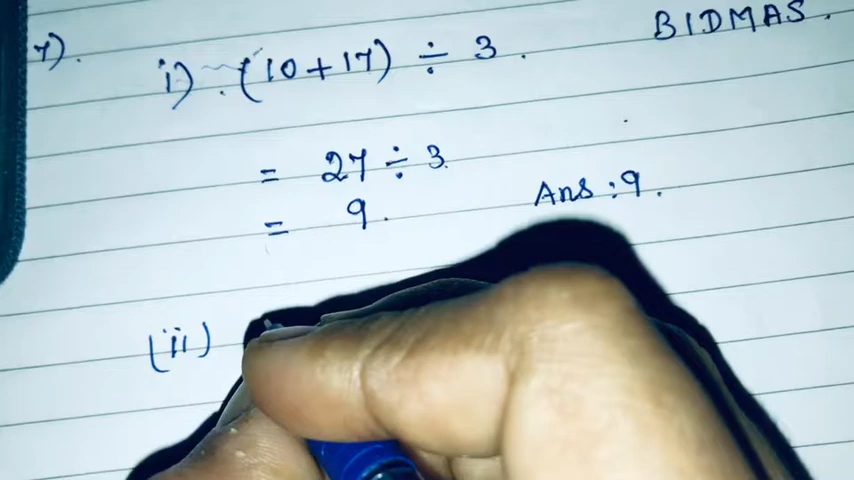 7). i). (10+17) ÷ 3. BIDMAS.
= 27 ÷ 3.
= 9. Ans : 9.
(ii)